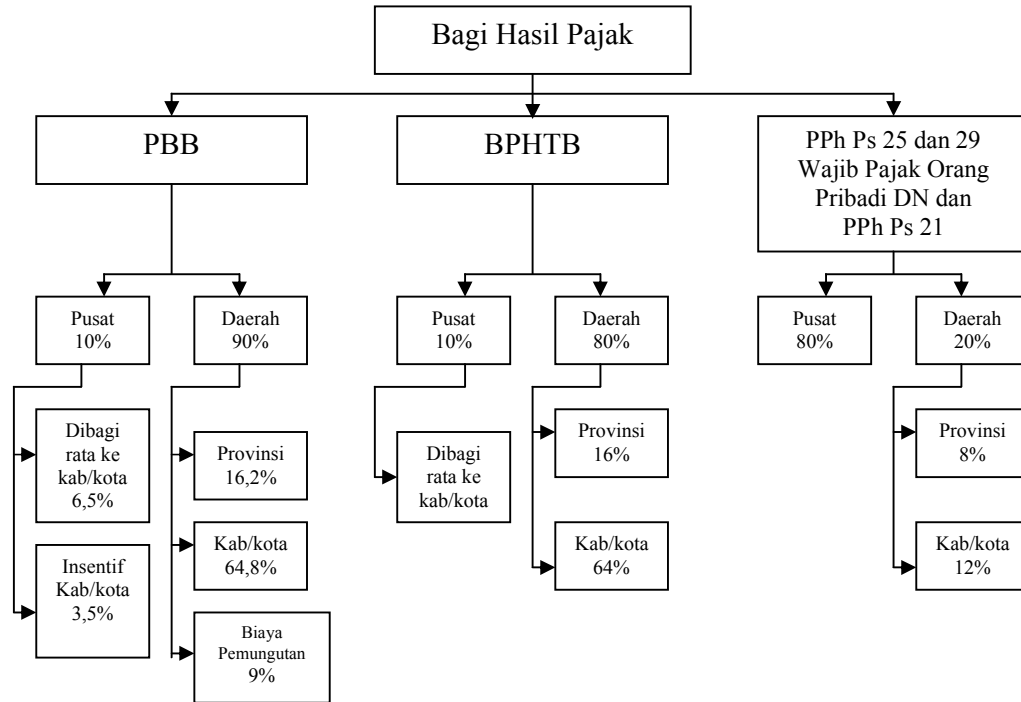 Bagi Hasil Pajak
PBB
BPHTB
PPh Ps 25 dan 29
Wajib Pajak Orang
Pribadi DN dan
PPh Ps 21
Pusat
10%
Daerah
90%
Pusat
10%
Daerah
80%
Pusat
80%
Daerah
20%
Dibagi
rata ke
kab/kota
6,5%
Insentif
Kab/kota
3,5%
Provinsi
16,2%
Kab/kota
64,8%
Biaya
Pemungutan
9%
Dibagi
rata ke
kab/kota
Provinsi
16%
Kab/kota
64%
Provinsi
8%
Kab/kota
12%